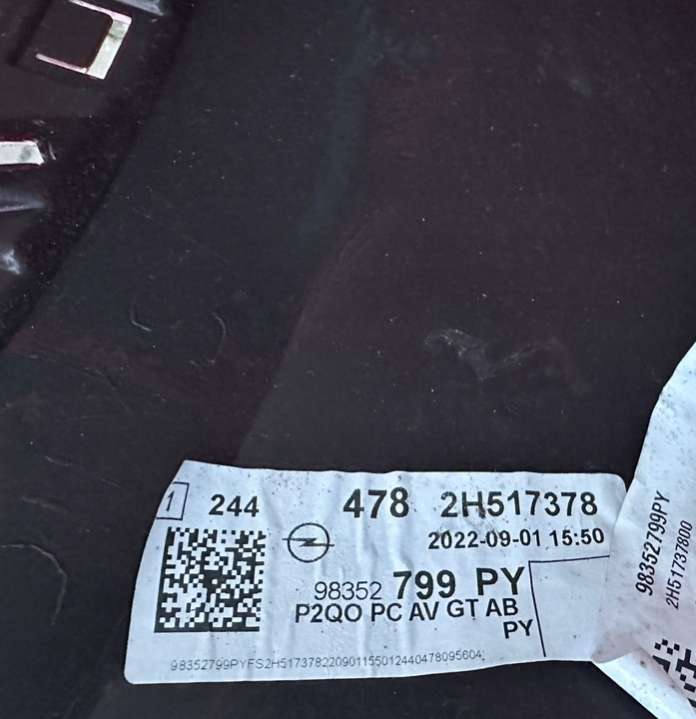 1 244 478 2H517378
2022-09-01 15:50
98352 799 PY
P2QO PC AV GT AB
PY
98352799PYFS2H517378220901155012440478095604
98352799PY
2H51737800